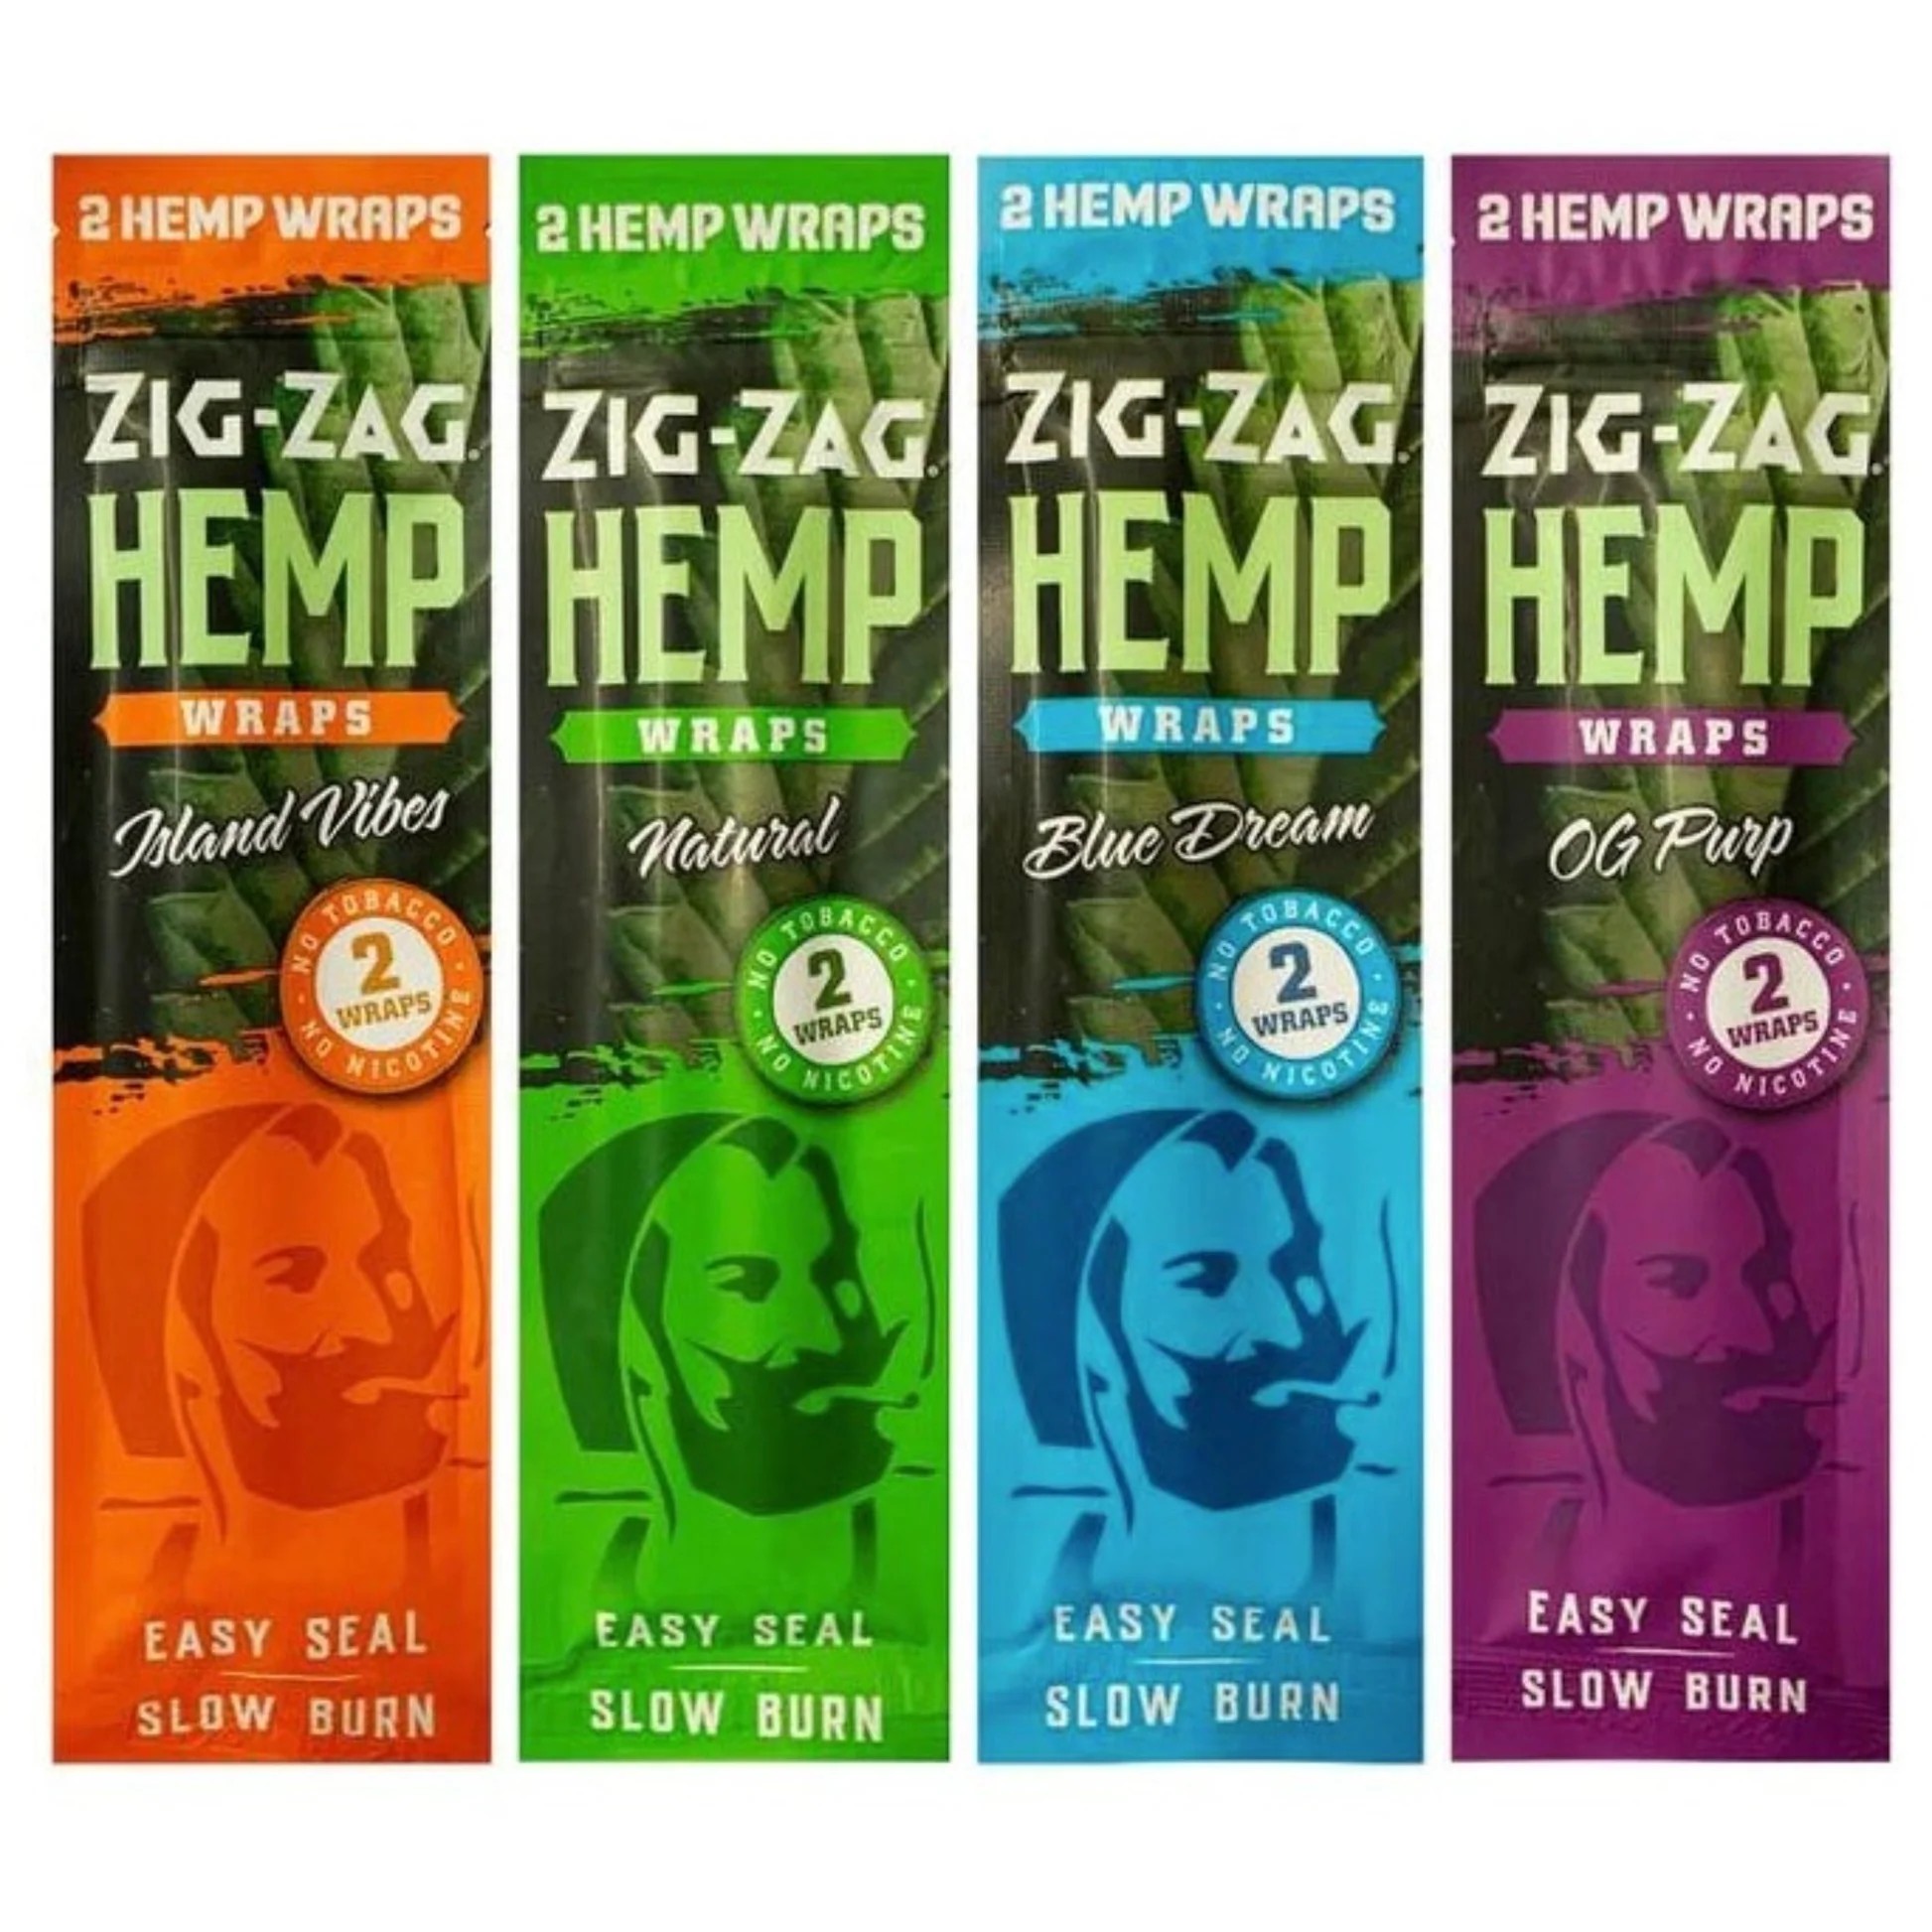 2 HEMP WRAPS
ZIG-ZAG.
HEMP
WRAPS
Island Vibes
NO TOBACCO
2
WRAPS
NO NICOTINE
EASY SEAL
SLOW BURN
2 HEMP WRAPS
ZIG-ZAG.
HEMP
WRAPS
Natural
NO TOBACCO
2
WRAPS
NO NICOTINE
EASY SEAL
SLOW BURN
2 HEMP WRAPS
ZIG-ZAG.
HEMP
WRAPS
Blue Dream
NO TOBACCO
2
WRAPS
NO NICOTINE
EASY SEAL
SLOW BURN
2 HEMP WRAPS
ZIG-ZAG.
HEMP
WRAPS
OG Purp
NO TOBACCO
2
WRAPS
NO NICOTINE
EASY SEAL
SLOW BURN